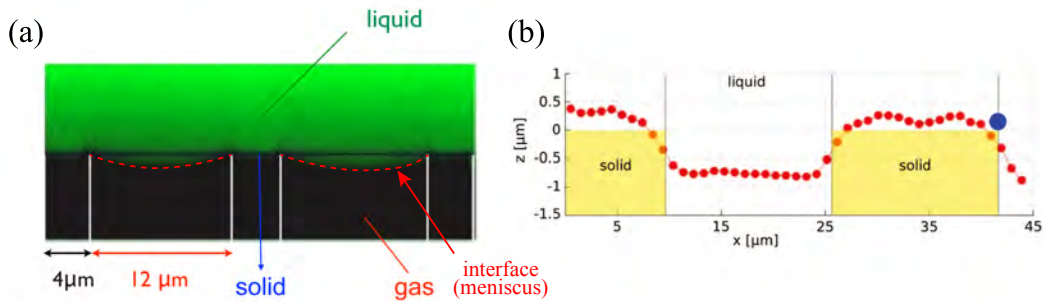 (a)
liquid
4μm
12 μm
solid
gas
interface
(meniscus)
(b)
1
0.5
0
-0.5
-1
-1.5
z [μm]
liquid
solid
solid
5
15
25
35
45
x [μm]